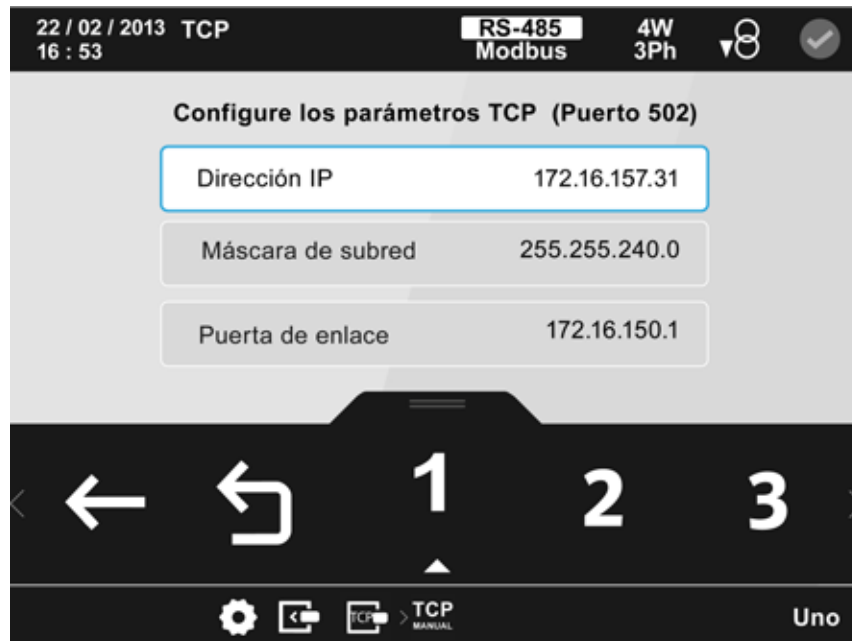 22 / 02 / 2013 TCP RS-485 4W
16 : 53 Modbus 3Ph
Configure los parámetros TCP (Puerto 502)
Dirección IP 172.16.157.31
Máscara de subred 255.255.240.0
Puerta de enlace 172.16.150.1
1 2 3
TCP > TCP
MANUAL
Uno